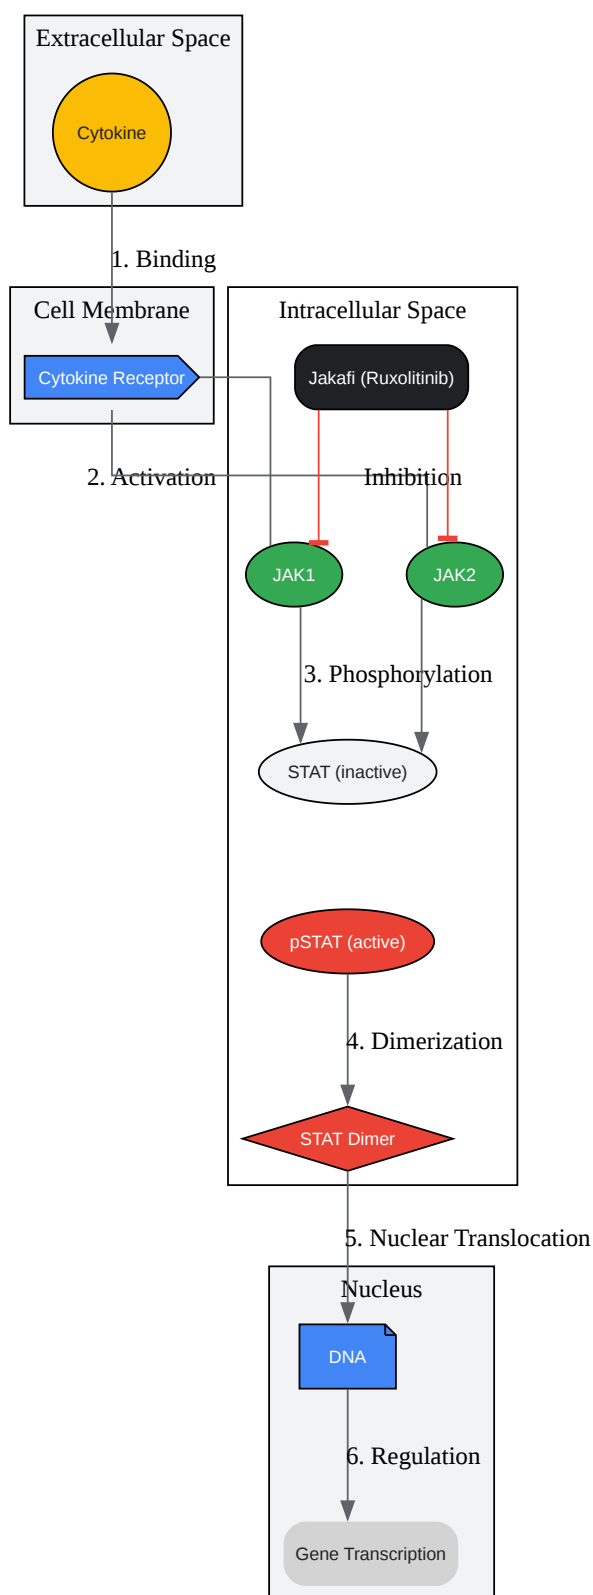 Extracellular Space
Cytokine
1. Binding
Cell Membrane
Cytokine Receptor
2. Activation
Intracellular Space
Jakafi (Ruxolitinib)
Inhibition
JAK1
JAK2
3. Phosphorylation
STAT (inactive)
pSTAT (active)
4. Dimerization
STAT Dimer
5. Nuclear Translocation
Nucleus
DNA
6. Regulation
Gene Transcription